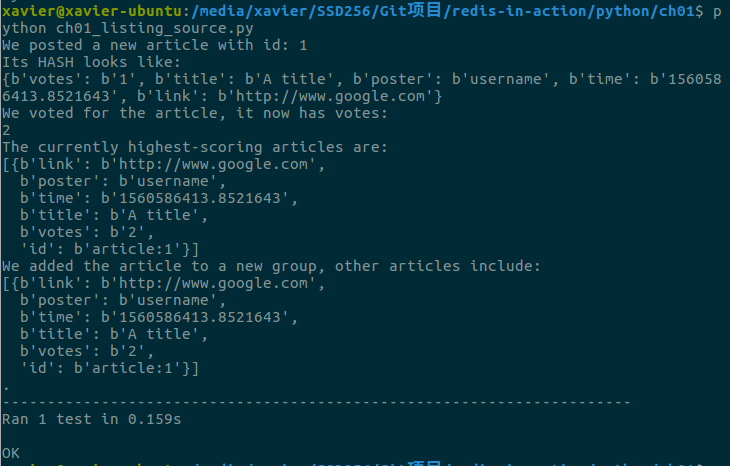 xavier@xavier-ubuntu:/media/xavier/SSD256/Git项目/redis-in-action/python/ch01$ p
ython ch01_listing_source.py
We posted a new article with id: 1
Its HASH looks like:
{b'votes': b'1', b'title': b'A title', b'poster': b'username', b'time': b'156058
6413.8521643', b'link': b'http://www.google.com'}
We voted for the article, it now has votes:
2
The currently highest-scoring articles are:
[{b'link': b'http://www.google.com',
  b'poster': b'username',
  b'time': b'1560586413.8521643',
  b'title': b'A title',
  b'votes': b'2',
  'id': b'article:1'}]
We added the article to a new group, other articles include:
[{b'link': b'http://www.google.com',
  b'poster': b'username',
  b'time': b'1560586413.8521643',
  b'title': b'A title',
  b'votes': b'2',
  'id': b'article:1'}]
.
----------------------------------------------------------------------
Ran 1 test in 0.159s

OK